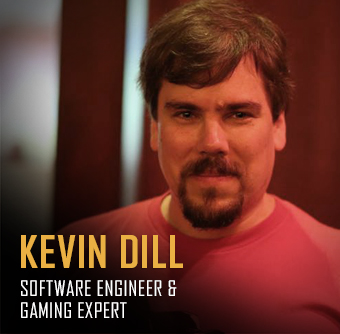 KEVIN DILL
SOFTWARE ENGINEER &
GAMING EXPERT